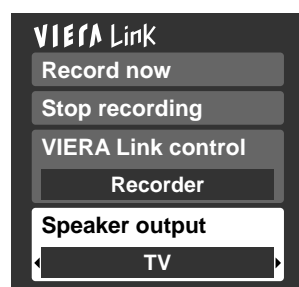 VIERA Link
Record now
Stop recording
VIERA Link control
Recorder
Speaker output
TV